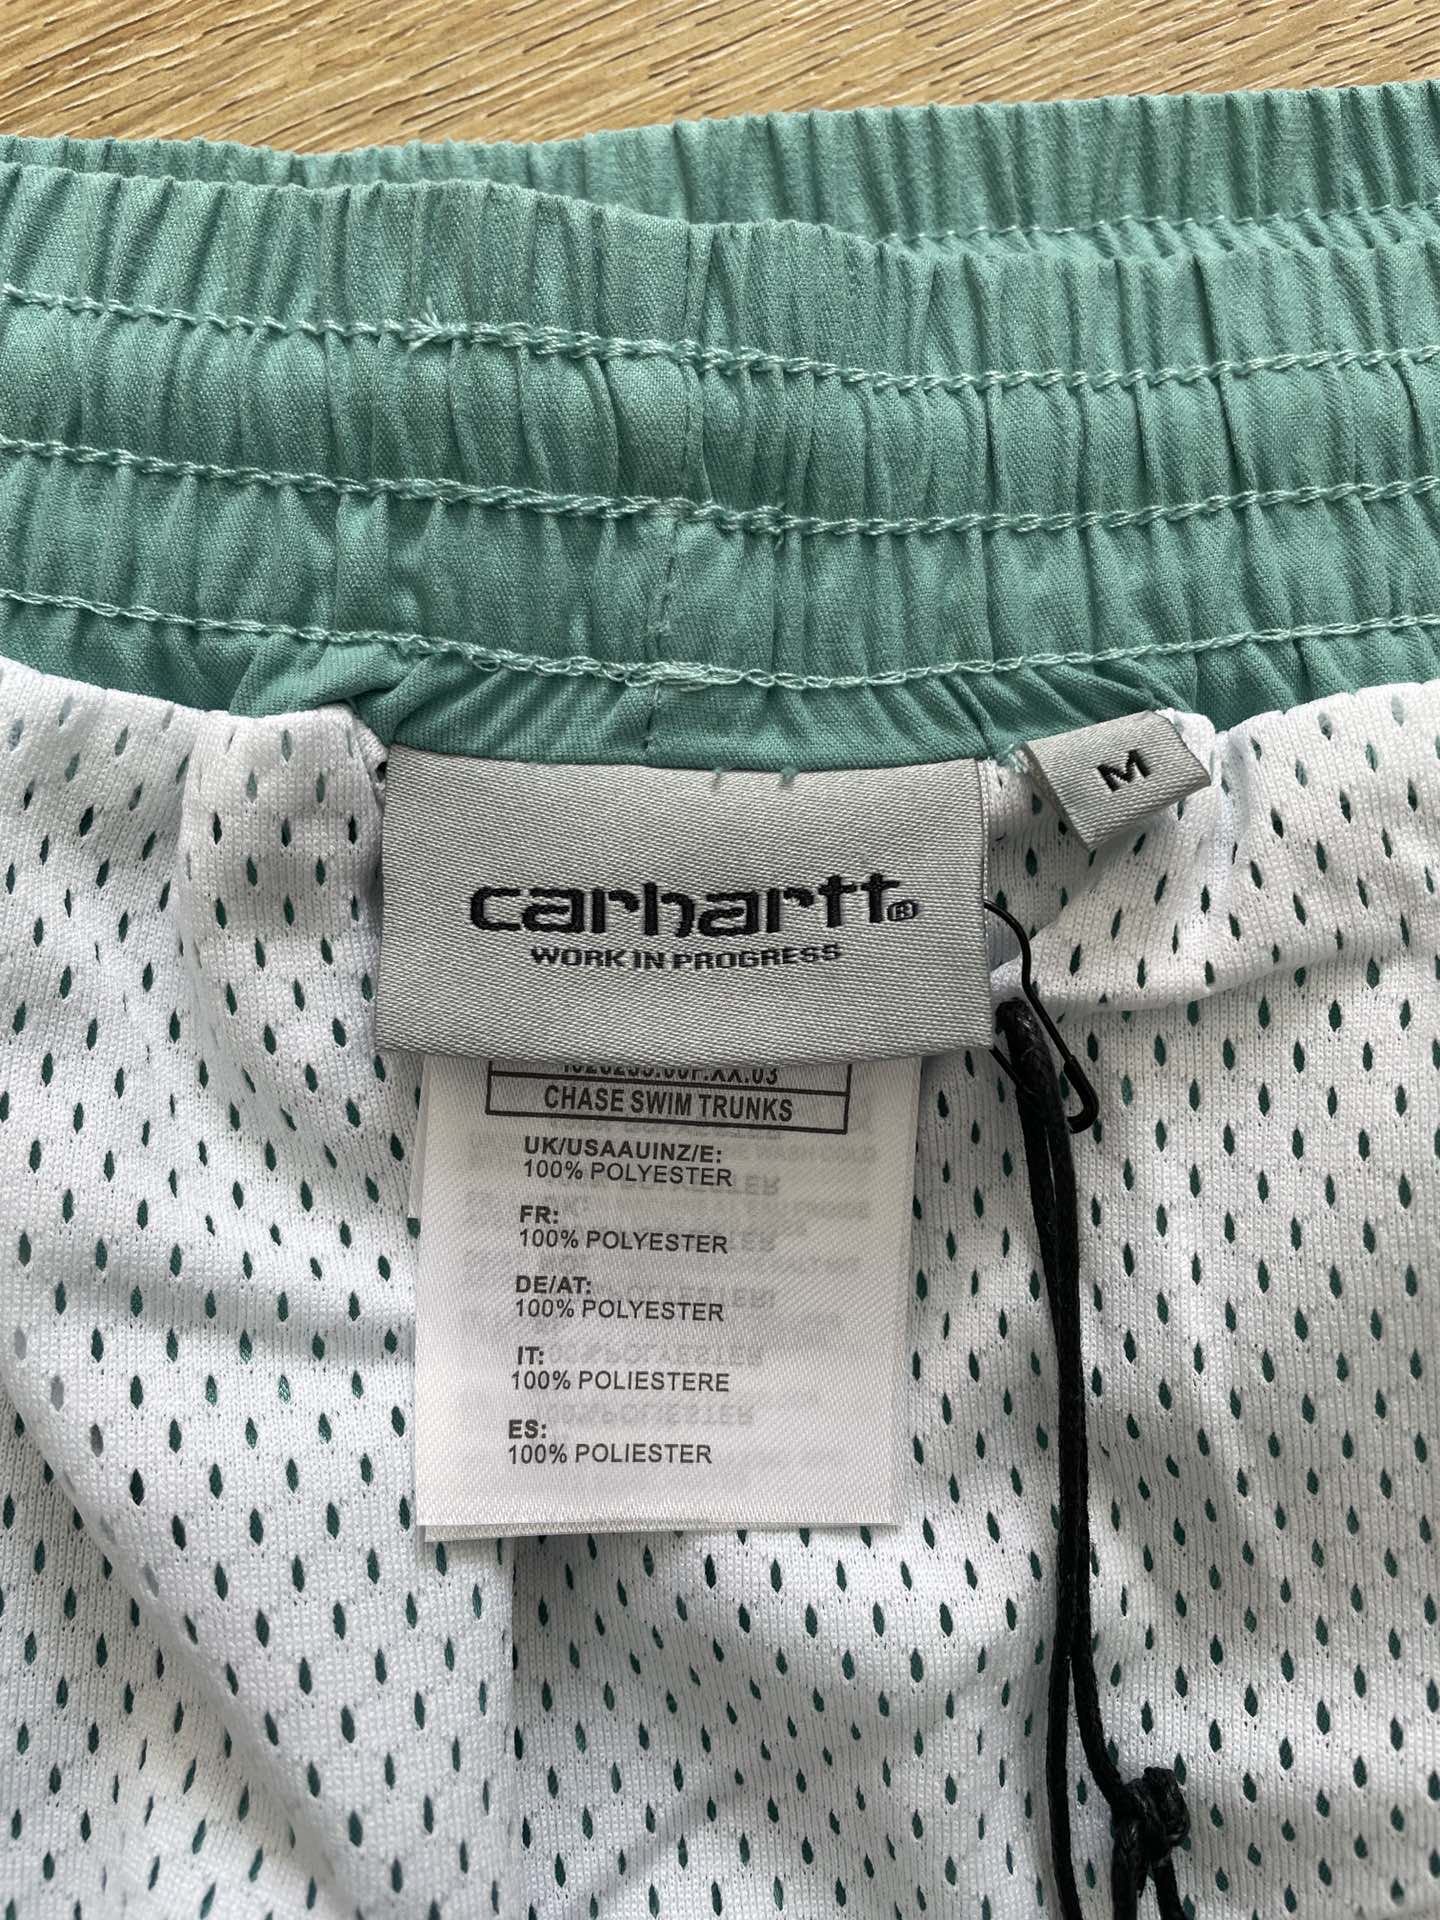 M
carhartt®
WORK IN PROGRESS
CHASE SWIM TRUNKS
UK/USAAUINZ/E:
100% POLYESTER
FR:
100% POLYESTER
DE/AT:
100% POLYESTER
IT:
100% POLIESTERE
ES:
100% POLIESTER